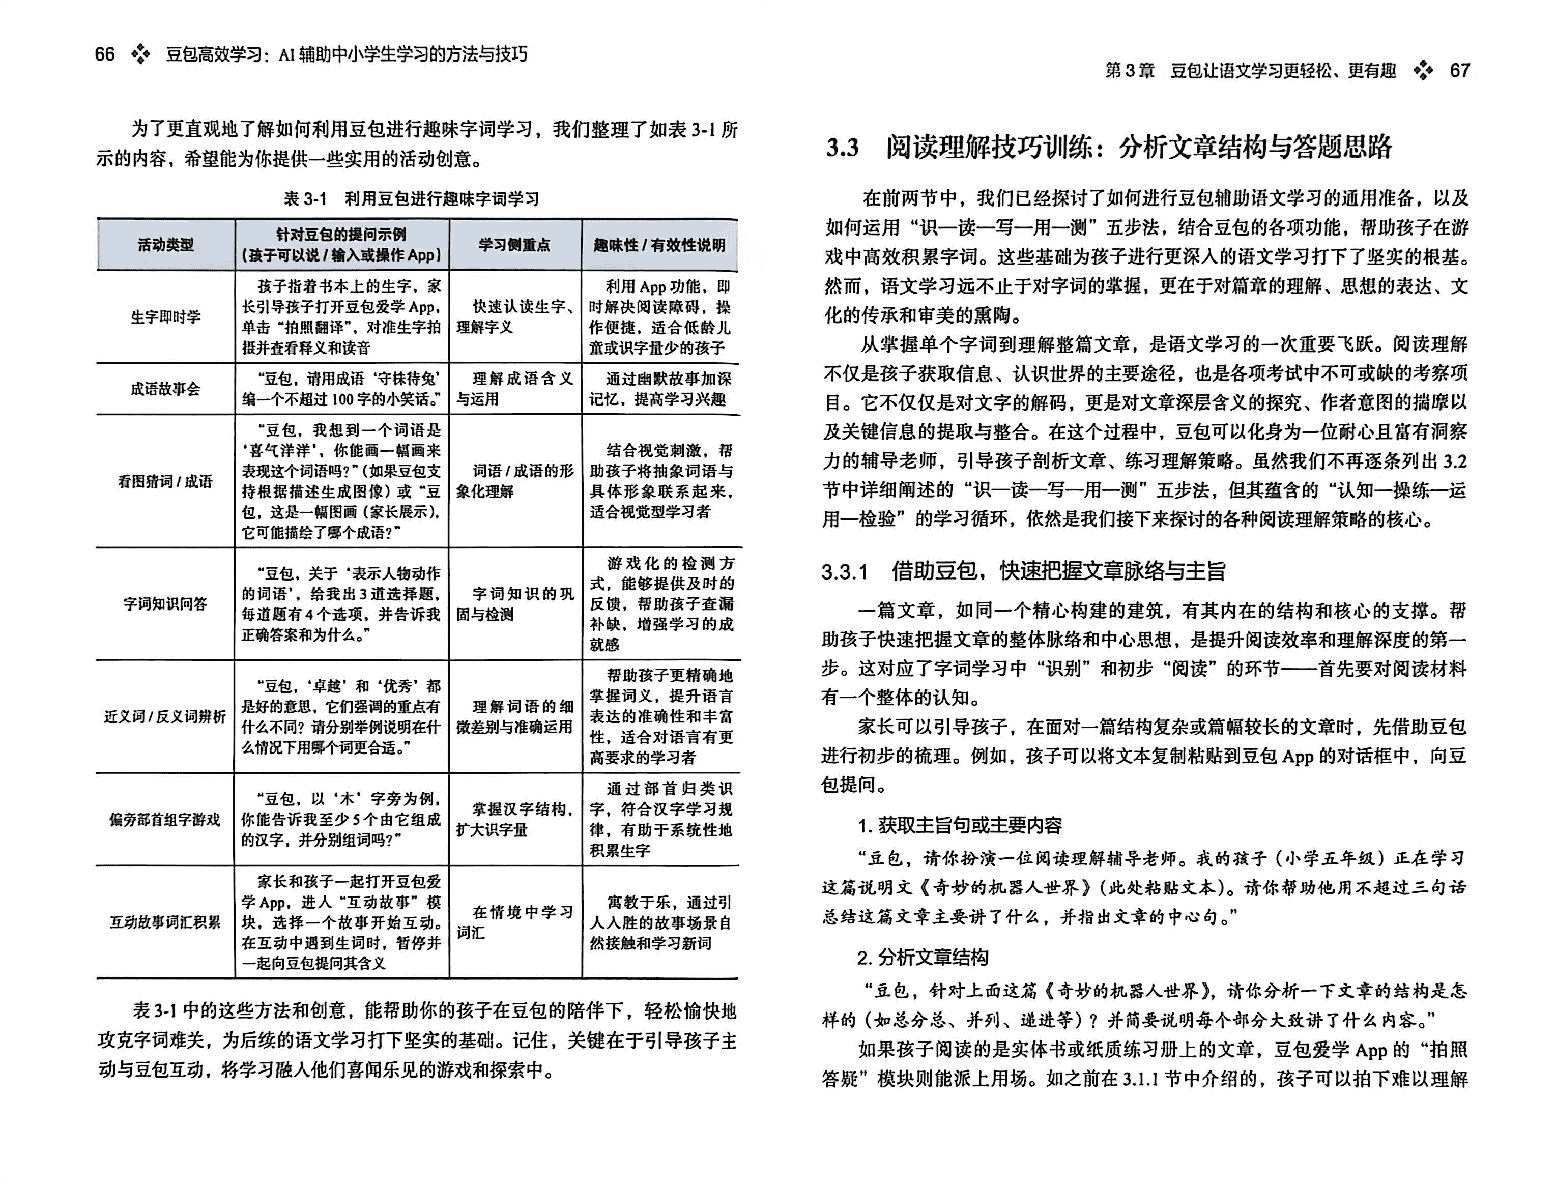 66 豆包高效学习：AI 辅助中小学生学习的方法与技巧
为了更直观地了解如何利用豆包进行趣味字词学习，我们整理了如表 3-1 所
示的内容，希望能为你提供一些实用的活动创意。
表 3-1 利用豆包进行趣味字词学习
活动类型
针对豆包的提问示例
(孩子可以说 / 输入或操作 App)
学习侧重点
趣味性 / 有效性说明
生字即时学
孩子指着书本上的生字，家
长引导孩子打开豆包爱学 App，
单击“拍照翻译”，对准生字拍
摄并查看释义和读音
快速认读生字、
理解字义
利用 App 功能，即
时解决阅读障碍，操
作便捷，适合低龄儿
童或识字量少的孩子
成语故事会
“豆包，请用成语‘守株待兔’
编一个不超过 100 字的小笑话。”
理解成语含义
与运用
通过幽默故事加深
记忆，提高学习兴趣
看图猜词 / 成语
“豆包，我想到一个词语是
‘喜气洋洋’，你能画一幅画来
表现这个词语吗？”（如果豆包支
持根据描述生成图像）或“豆
包，这是一幅图画（家长展示），
它可能描绘了哪个成语？”
词语 / 成语的形
象化理解
结合视觉刺激，帮
助孩子将抽象词语与
具体形象联系起来，
适合视觉型学习者
字词知识问答
“豆包，关于‘表示人物动作
的词语’，给我出 3 道选择题，
每道题有 4 个选项，并告诉我
正确答案和为什么。”
字词知识的巩
固与检测
游戏化的检测方
式，能够提供及时的
反馈，帮助孩子查漏
补缺，增强学习的成
就感
近义词 / 反义词辨析
“豆包，‘卓越’和‘优秀’都
是好的意思，它们强调的重点有
什么不同？请分别举例说明在什
么情况下用哪个词更合适。”
理解词语的细
微差别与准确运用
帮助孩子更精确地
掌握词义，提升语言
表达的准确性和丰富
性，适合对语言有更
高要求的学习者
偏旁部首组字游戏
“豆包，以‘木’字旁为例，
你能告诉我至少 5 个由它组成
的汉字，并分别组词吗？”
掌握汉字结构，
扩大识字量
通过部首归类识
字，符合汉字学习规
律，有助于系统性地
积累生字
互动故事词汇积累
家长和孩子一起打开豆包爱
学 App，进入“互动故事”模
块，选择一个故事开始互动。
在互动中遇到生词时，暂停并
一起向豆包提问其含义
在情境中学习
词汇
寓教于乐，通过引
人入胜的故事场景自
然接触和学习新词
表 3-1 中的这些方法和创意，能帮助你的孩子在豆包的陪伴下，轻松愉快地
攻克字词难关，为后续的语文学习打下坚实的基础。记住，关键在于引导孩子主
动与豆包互动，将学习融入他们喜闻乐见的游戏和探索中。
第 3 章 豆包让语文学习更轻松、更有趣 67
3.3 阅读理解技巧训练：分析文章结构与答题思路
在前两节中，我们已经探讨了如何进行豆包辅助语文学习的通用准备，以及
如何运用“识—读—写—用—测”五步法，结合豆包的各项功能，帮助孩子在游
戏中高效积累字词。这些基础为孩子进行更深入的语文学习打下了坚实的根基。
然而，语文学习远不止于对字词的掌握，更在于对篇章的理解、思想的表达、文
化的传承和审美的熏陶。
从掌握单个字词到理解整篇文章，是语文学习的一次重要飞跃。阅读理解
不仅是孩子获取信息、认识世界的主要途径，也是各项考试中不可或缺的考察项
目。它不仅仅是对文字的解码，更是对文章深层含义的探究、作者意图的揣摩以
及关键信息的提取与整合。在这个过程中，豆包可以化身为一位耐心且富有洞察
力的辅导老师，引导孩子剖析文章、练习理解策略。虽然我们不再逐条列出 3.2
节中详细阐述的“识—读—写—用—测”五步法，但其蕴含的“认知—操练—运
用—检验”的学习循环，依然是我们接下来探讨的各种阅读理解策略的核心。
3.3.1 借助豆包，快速把握文章脉络与主旨
一篇文章，如同一个精心构建的建筑，有其内在的结构和核心的支撑。帮
助孩子快速把握文章的整体脉络和中心思想，是提升阅读效率和理解深度的第一
步。这对应了字词学习中“识别”和初步“阅读”的环节——首先要对阅读材料
有一个整体的认知。
家长可以引导孩子，在面对一篇结构复杂或篇幅较长的文章时，先借助豆包
进行初步的梳理。例如，孩子可以将文本复制粘贴到豆包 App 的对话框中，向豆
包提问。
1. 获取主旨句或主要内容
“豆包，请你扮演一位阅读理解辅导老师。我的孩子（小学五年级）正在学习
这篇说明文《奇妙的机器人世界》（此处粘贴文本）。请你帮助他用不超过三句话
总结这篇文章主要讲了什么，并指出文章的中心句。”
2. 分析文章结构
“豆包，针对上面这篇《奇妙的机器人世界》，请你分析一下文章的结构是怎
样的（如总分总、并列、递进等）？并简要说明每个部分大致讲了什么内容。”
如果孩子阅读的是实体书或纸质练习册上的文章，豆包爱学 App 的“拍照
答疑”模块则能派上用场。如之前在 3.1.1 节中介绍的，孩子可以拍下难以理解